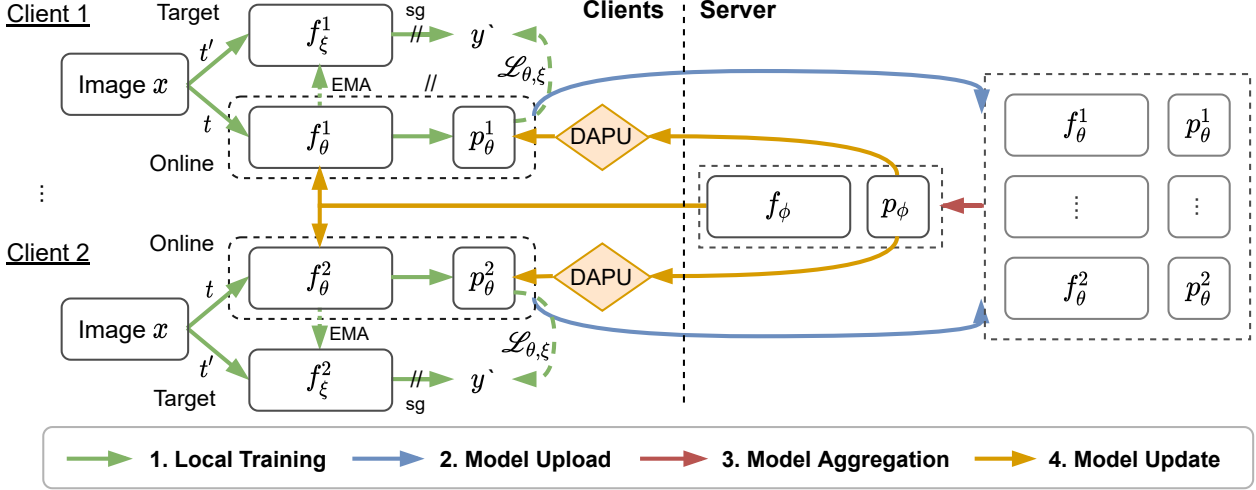 Client 1
Target
sg
Clients
Server
t′
f_ξ^1
//
y`
Image x
EMA
//
ℒ_θ,ξ
t
f_θ^1
p_θ^1
DAPU
f_θ^1
p_θ^1
Online
⋮
f_ϕ
p_ϕ
⋮
⋮
Client 2
Online
t
f_θ^2
p_θ^2
DAPU
f_θ^2
p_θ^2
Image x
EMA
ℒ_θ,ξ
t′
f_ξ^2
//
y`
Target
sg
1. Local Training
2. Model Upload
3. Model Aggregation
4. Model Update